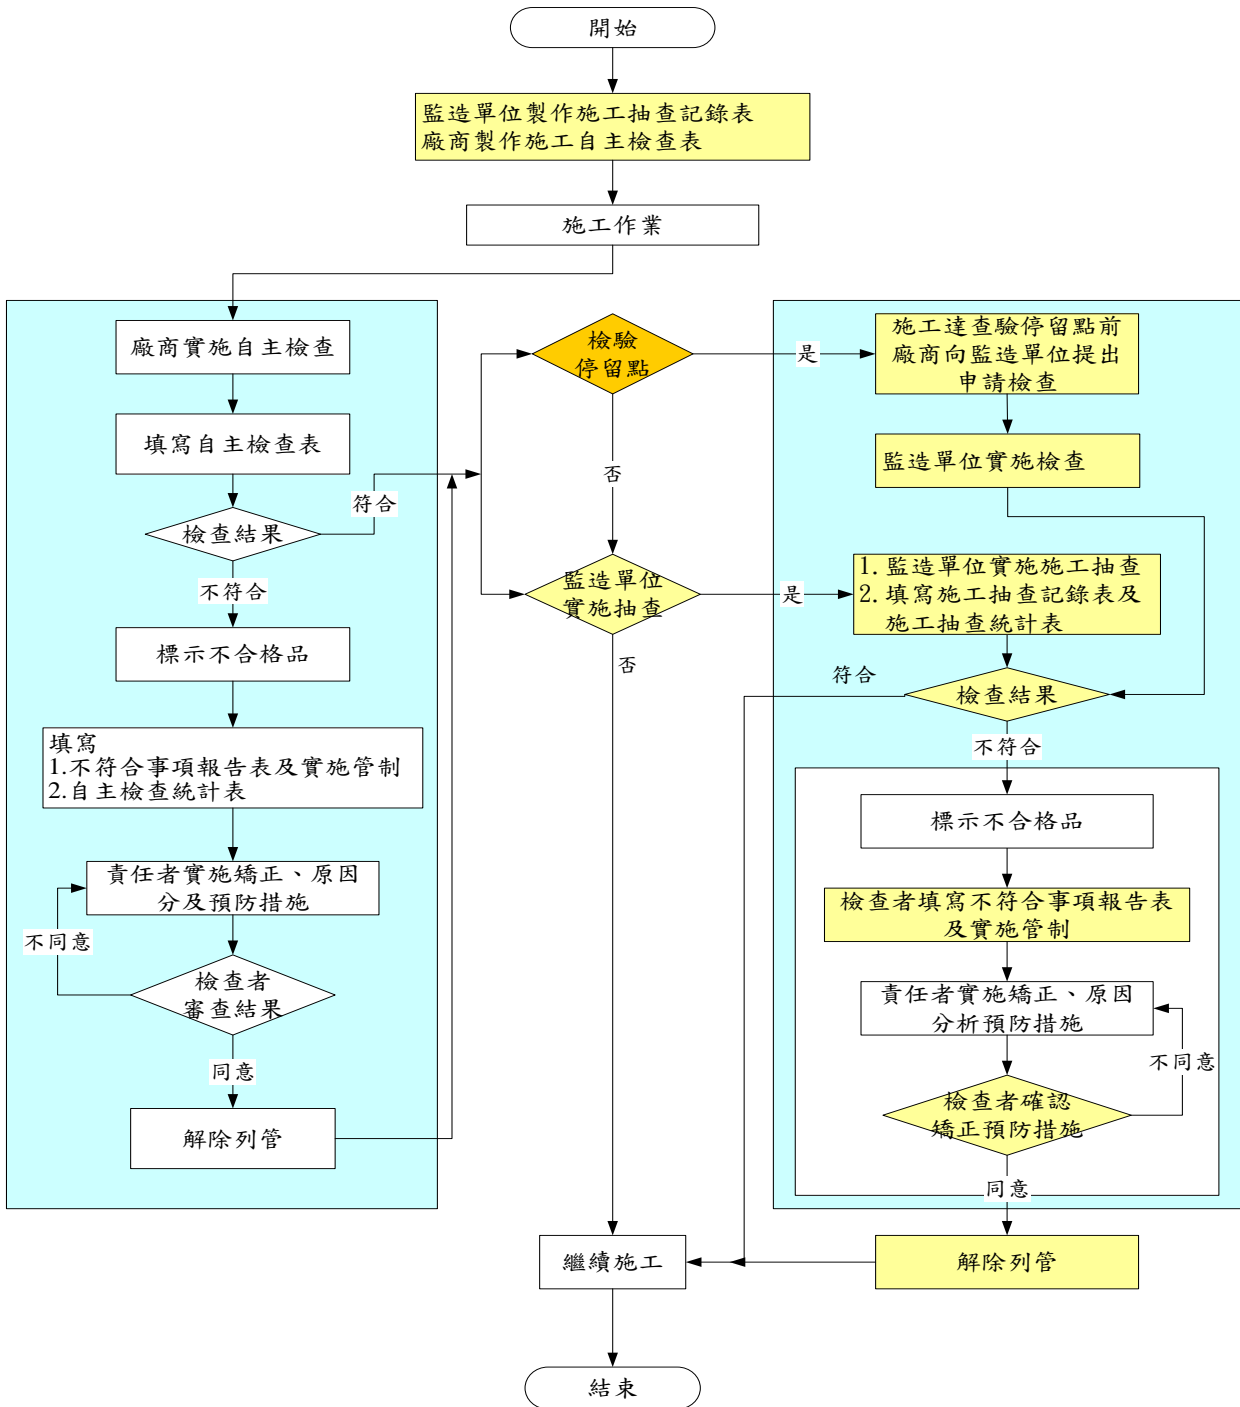 開始
監造單位製作施工抽查記錄表
廠商製作施工自主檢查表
施工作業
廠商實施自主檢查
填寫自主檢查表
檢查結果
符合
不符合
標示不合格品
填寫
1.不符合事項報告表及實施管制
2.自主檢查統計表
責任者實施矯正、原因
分及預防措施
不同意
檢查者
審查結果
同意
解除列管
檢驗
停留點
是
否
監造單位
實施抽查
是
否
施工達查驗停留點前
廠商向監造單位提出
申請檢查
監造單位實施檢查
1. 監造單位實施施工抽查
2. 填寫施工抽查記錄表及
施工抽查統計表
符合
檢查結果
不符合
標示不合格品
檢查者填寫不符合事項報告表
及實施管制
責任者實施矯正、原因
分析預防措施
不同意
檢查者確認
矯正預防措施
同意
解除列管
繼續施工
結束